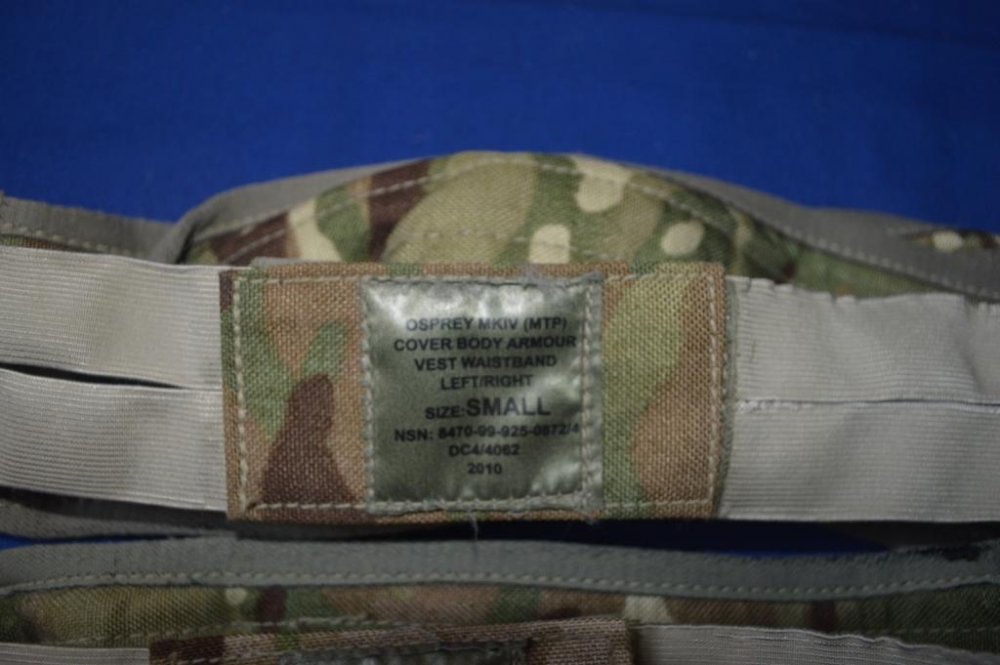 OSPREY MKIV (MTP)
COVER BODY ARMOUR
VEST WAISTBAND
LEFT/RIGHT
SIZE: SMALL
NSN: 8470-99-925-0872/4
DC4/4062
2010